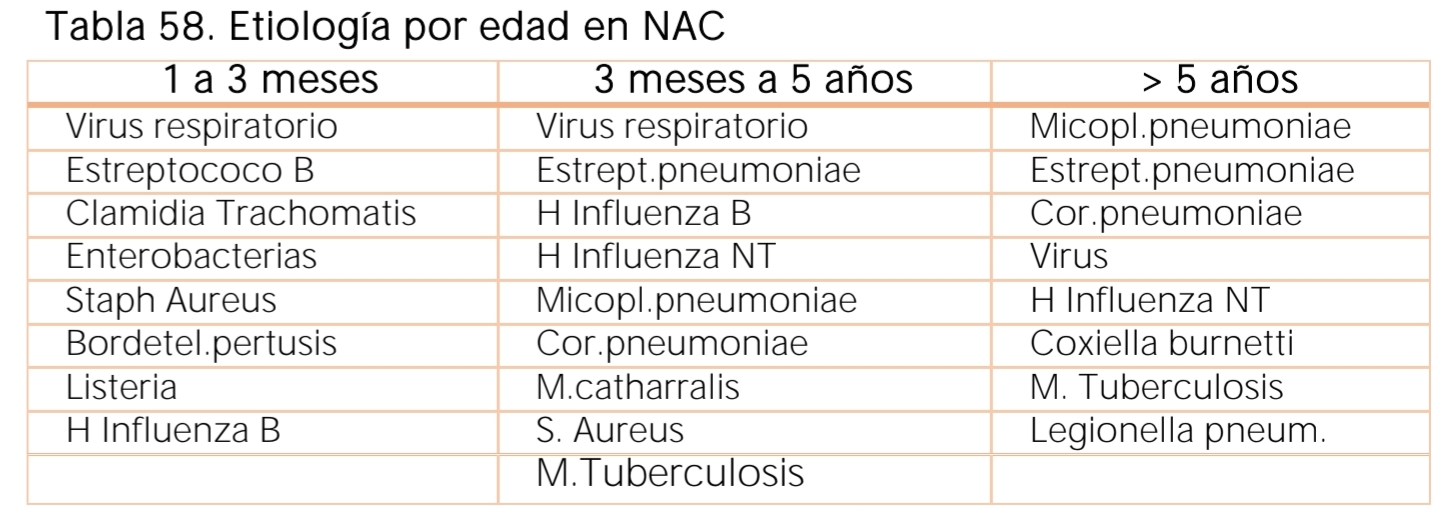 Tabla 58. Etiología por edad en NAC
1 a 3 meses 3 meses a 5 años > 5 años
Virus respiratorio Virus respiratorio Micopl.pneumoniae
Estreptococo B Estrept.pneumoniae Estrept.pneumoniae
Clamidia Trachomatis H Influenza B Cor.pneumoniae
Enterobacterias H Influenza NT Virus
Staph Aureus Micopl.pneumoniae H Influenza NT
Bordetel.pertusis Cor.pneumoniae Coxiella burnetti
Listeria M.catharralis M. Tuberculosis
H Influenza B S. Aureus Legionella pneum.
M.Tuberculosis